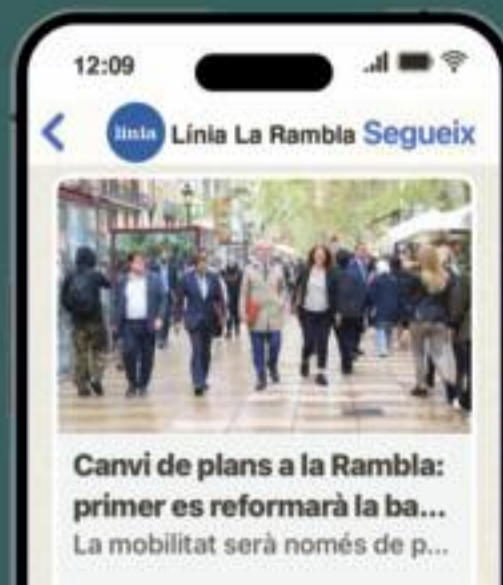 12:09
línia Línia La Rambla Segueix
Canvi de plans a la Rambla:
primer es reformarà la ba...
La mobilitat serà només de p...